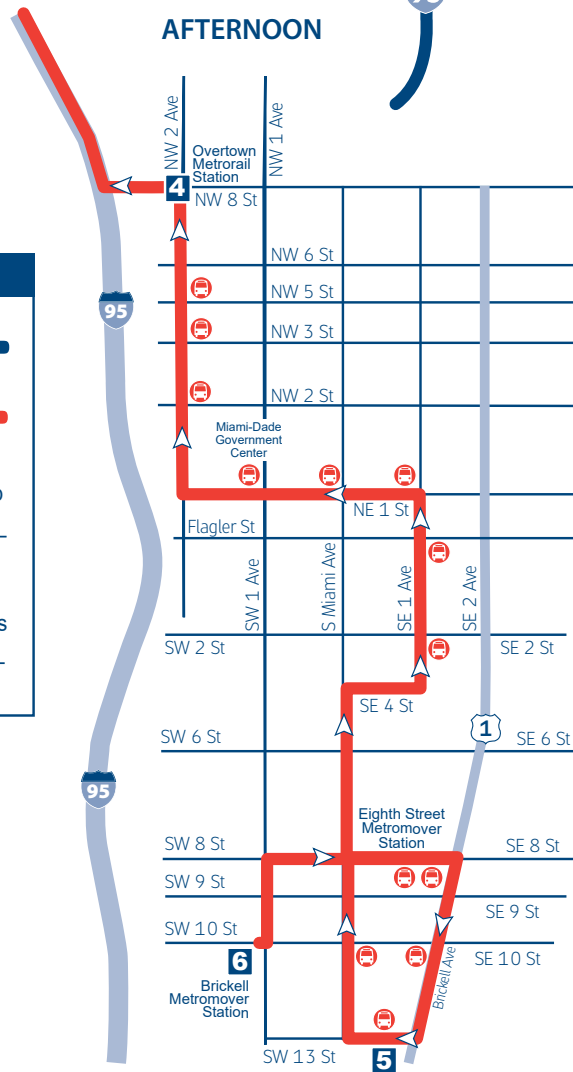 AFTERNOON
NW 2 Ave
NW 1 Ave
Overtown
Metrorail
Station
4
NW 8 St
NW 6 St
95
NW 5 St
NW 3 St
NW 2 St
Miami-Dade
Government
Center
NE 1 St
Flagler St
SW 1 Ave
S Miami Ave
SE 1 Ave
SE 2 Ave
SW 2 St
SE 2 St
SE 4 St
1
SW 6 St
SE 6 St
95
Eighth Street
Metromover
Station
SW 8 St
SE 8 St
SW 9 St
SE 9 St
SW 10 St
SE 10 St
6
Brickell
Metromover
Station
Brickell Ave
SW 13 St
5